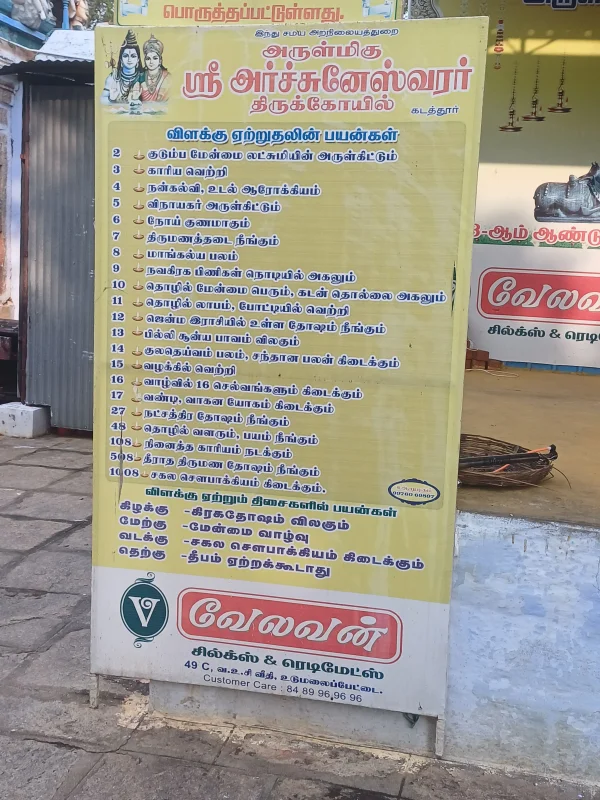 பொருத்தப்பட்டுள்ளது.
இந்து சமய அறநிலையத்துறை
அருள்மிகு
ஸ்ரீ அர்ச்சுனேஸ்வரர்
திருக்கோயில்
கடத்தூர்
விளக்கு ஏற்றுதலின் பயன்கள்
2 குடும்ப மேன்மை லட்சுமியின் அருள்கிட்டும்
3 காரிய வெற்றி
4 நன்கல்வி, உடல் ஆரோக்கியம்
5 விநாயகர் அருள்கிட்டும்
6 நோய் குணமாகும்
7 திருமணத்தடை நீங்கும்
8 மாங்கல்ய பலம்
9 நவகிரக பிணிகள் நொடியில் அகலும்
10 தொழில் மேன்மை பெரும், கடன் தொல்லை அகலும்
11 தொழில் லாபம், போட்டியில் வெற்றி
12 ஜென்ம இராசியில் உள்ள தோஷம் நீங்கும்
13 பில்லி சூன்ய பாவம் விலகும்
14 குலதெய்வம் பலம், சந்தான பலன் கிடைக்கும்
15 வழக்கில் வெற்றி
16 வாழ்வில் 16 செல்வங்களும் கிடைக்கும்
17 வண்டி, வாகன யோகம் கிடைக்கும்
27 நட்சத்திர தோஷம் நீங்கும்
48 தொழில் வளரும், பயம் நீங்கும்
108 நினைத்த காரியம் நடக்கும்
508 தீராத திருமண தோஷம் நீங்கும்
1008 சகல சௌபாக்கியம் கிடைக்கும்.
விளக்கு ஏற்றும் திசைகளில் பயன்கள்
கிழக்கு -கிரகதோஷம் விலகும்
மேற்கு -மேன்மை வாழ்வு
வடக்கு -சகல சௌபாக்கியம் கிடைக்கும்
தெற்கு -தீபம் ஏற்றக்கூடாது
V வேலவன்
சில்க்ஸ் & ரெடிமேட்ஸ்
49 C, வ.உ.சி வீதி, உடுமலைப்பேட்டை.
Customer Care : 84 89 96 96 96
-ஆம் ஆண்டு
வேலவ
சில்க்ஸ் & ரெடிமே